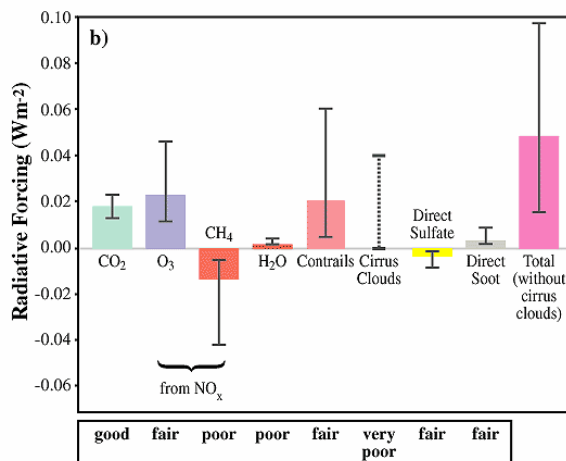 b)
Radiative Forcing (Wm-2)
0.10
0.08
0.06
0.04
0.02
0.00
-0.02
-0.04
-0.06
CO2
O3
CH4
H2O
Contrails
Cirrus
Clouds
Direct
Sulfate
Direct
Soot
Total
(without
cirrus
clouds)
from NOx
good fair poor poor fair very poor fair fair